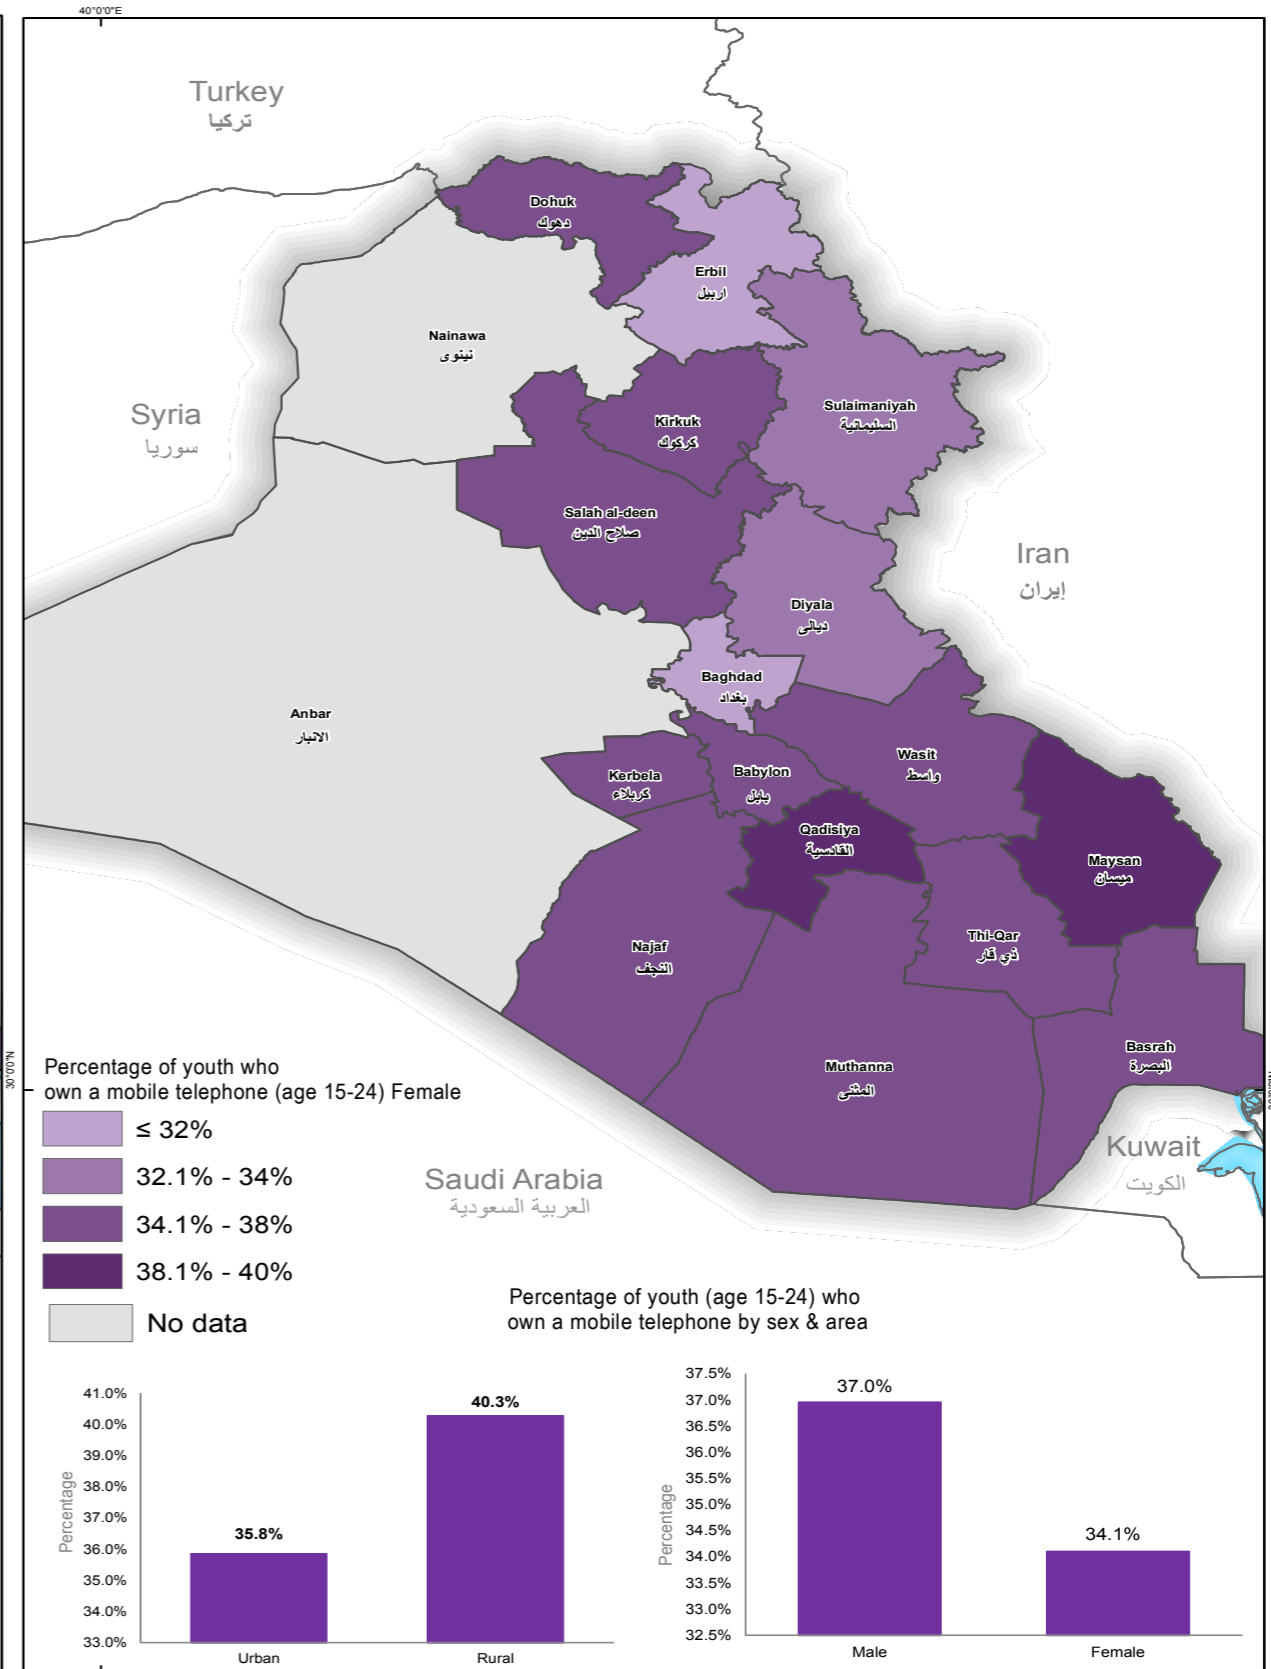 40°0'0"E
Turkey
تركيا
Dohuk
دهوك
Erbil
اربيل
Nainawa
نينوى
Syria
سوريا
Sulaimaniyah
السليمانية
Kirkuk
كركوك
Salah al-deen
صلاح الدين
Iran
إيران
Diyala
ديالى
Baghdad
بغداد
Anbar
الانبار
Wasit
واسط
Kerbela
كربلاء
Babylon
بابل
Qadisiya
القادسية
Maysan
ميسان
Najaf
النجف
Thi-Qar
ذي قار
Muthanna
المثنى
Basrah
البصرة
Kuwait
الكويت
Saudi Arabia
العربية السعودية
30°0'0"N
Percentage of youth who
own a mobile telephone (age 15-24) Female
≤ 32%
32.1% - 34%
34.1% - 38%
38.1% - 40%
No data
Percentage of youth (age 15-24) who
own a mobile telephone by sex & area
Percentage
41.0%
40.0%
39.0%
38.0%
37.0%
36.0%
35.0%
34.0%
33.0%
35.8%
40.3%
Urban
Rural
Percentage
37.5%
37.0%
36.5%
36.0%
35.5%
35.0%
34.5%
34.0%
33.5%
33.0%
32.5%
37.0%
34.1%
Male
Female